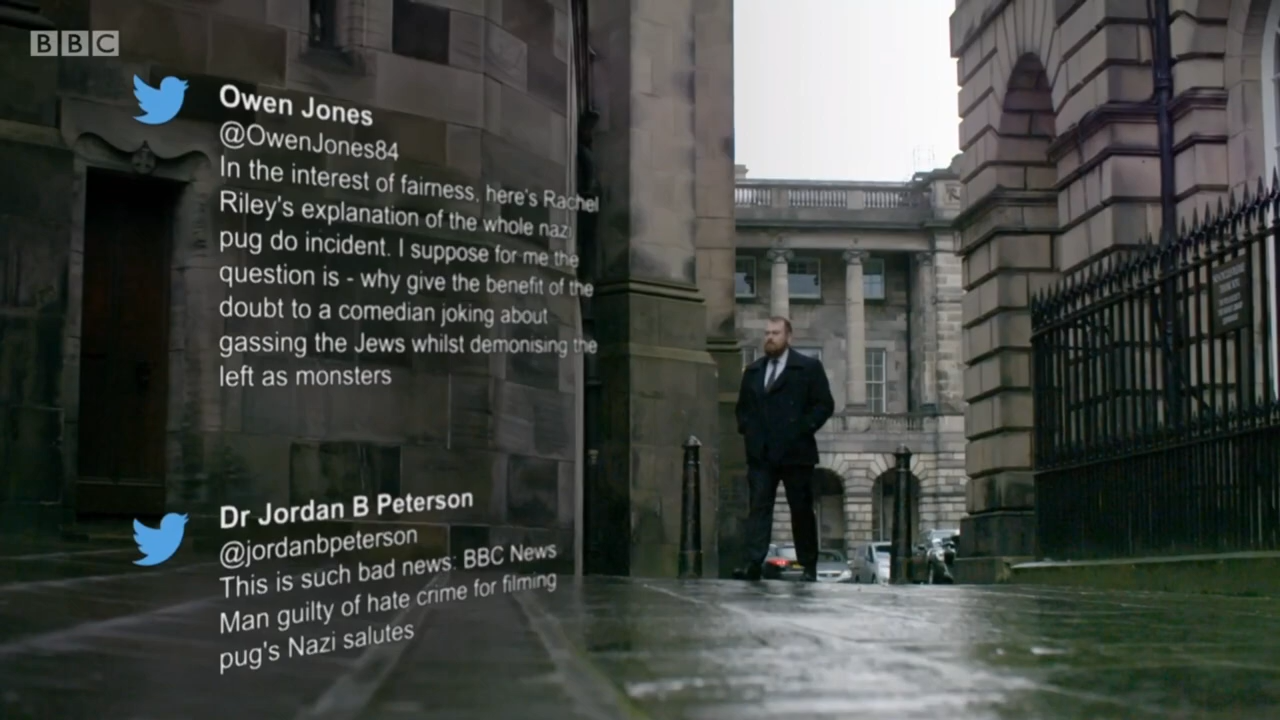 BBC
Owen Jones
@OwenJones84
In the interest of fairness, here's Rachel
Riley's explanation of the whole nazi
pug do incident. I suppose for me the
question is - why give the benefit of the
doubt to a comedian joking about
gassing the Jews whilst demonising the
left as monsters
Dr Jordan B Peterson
@jordanbpeterson
This is such bad news: BBC News
Man guilty of hate crime for filming
pug's Nazi salutes